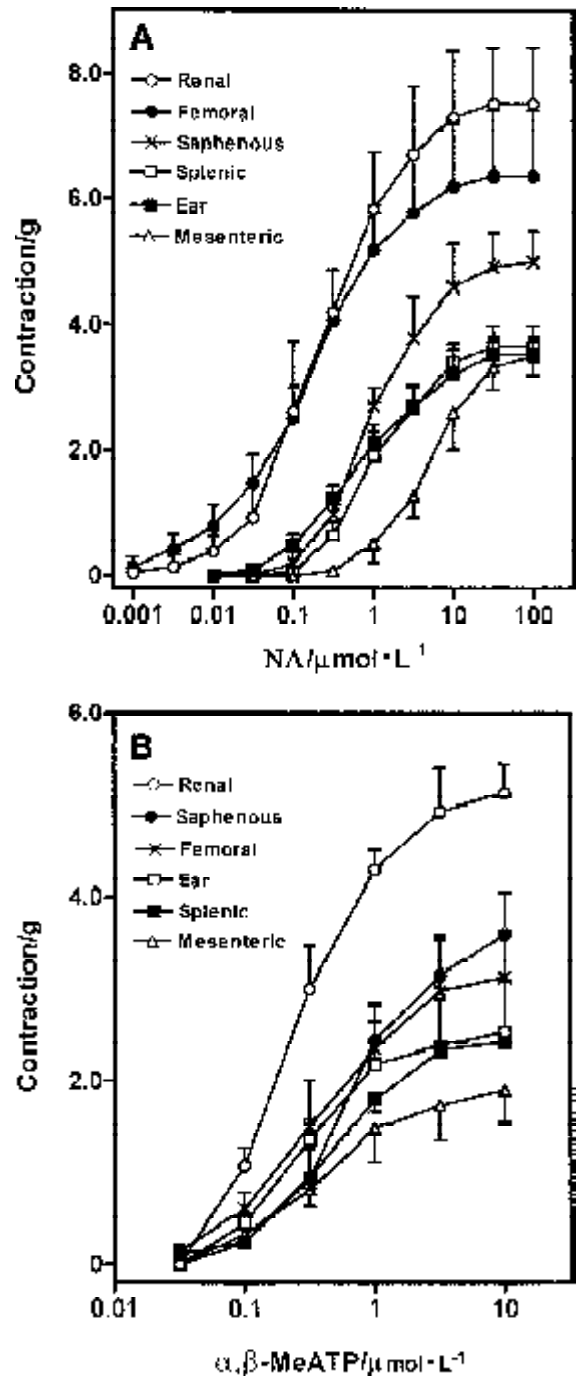 A
8.0
Renal
Femoral
Saphenous
6.0
Splenic
Ear
Mesenteric
Contraction/g
4.0
2.0
0
0.001 0.01 0.1 1 10 100
NA/μmol·L⁻¹
B
6.0
Renal
Saphenous
Femoral
4.0
Ear
Splenic
Mesenteric
Contraction/g
2.0
0
0.01 0.1 1 10
α,β-MeATP/μmol·L⁻¹